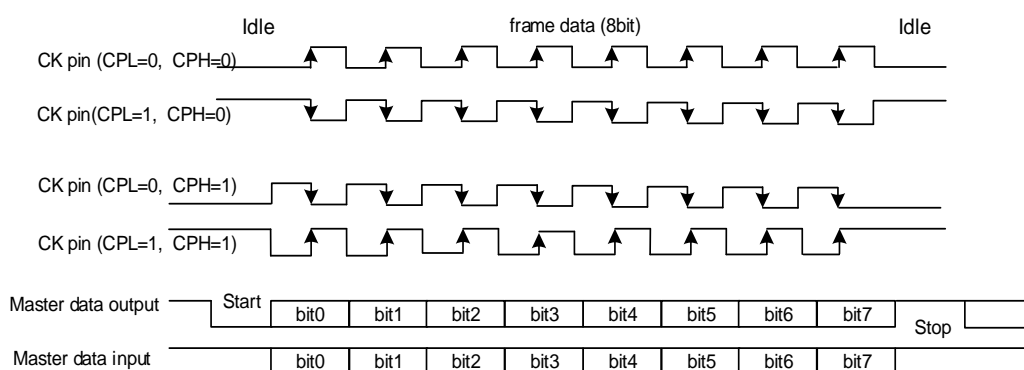 Idle frame data (8bit) Idle
CK pin (CPL=0, CPH=0)
CK pin(CPL=1, CPH=0)
CK pin (CPL=0, CPH=1)
CK pin (CPL=1, CPH=1)
Master data output Start bit0 bit1 bit2 bit3 bit4 bit5 bit6 bit7 Stop
Master data input bit0 bit1 bit2 bit3 bit4 bit5 bit6 bit7